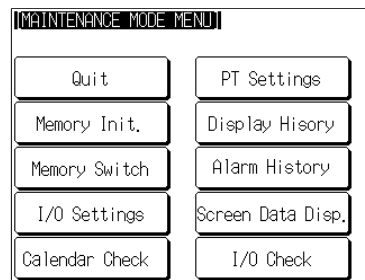 [MAINTENANCE MODE MENU]
Quit
PT Settings
Memory Init.
Display Hisory
Memory Switch
Alarm History
I/O Settings
Screen Data Disp.
Calendar Check
I/O Check